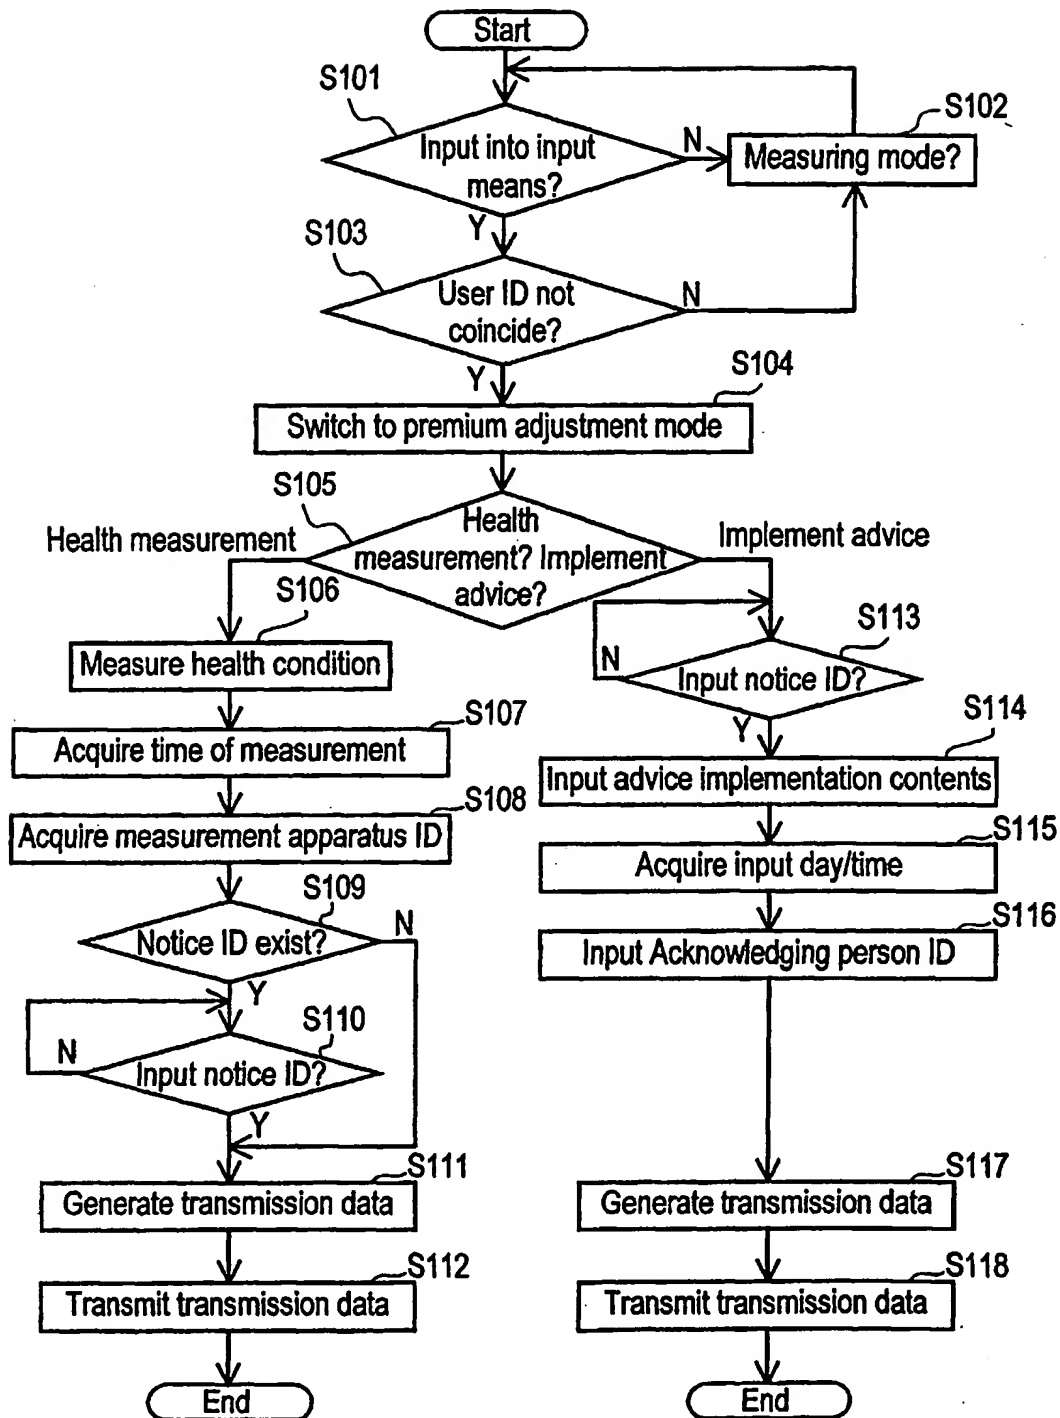 Start
S101
Input into input
means?
N
S102
Measuring mode?
Y
S103
User ID not
coincide?
N
Y
S104
Switch to premium adjustment mode
S105
Health
measurement? Implement
advice?
Health measurement
Implement advice
S106
Measure health condition
S107
Acquire time of measurement
S108
Acquire measurement apparatus ID
S109
Notice ID exist?
N
Y
S110
N
Input notice ID?
Y
S111
Generate transmission data
S112
Transmit transmission data
End
S113
N
Input notice ID?
Y
S114
Input advice implementation contents
S115
Acquire input day/time
S116
Input Acknowledging person ID
S117
Generate transmission data
S118
Transmit transmission data
End